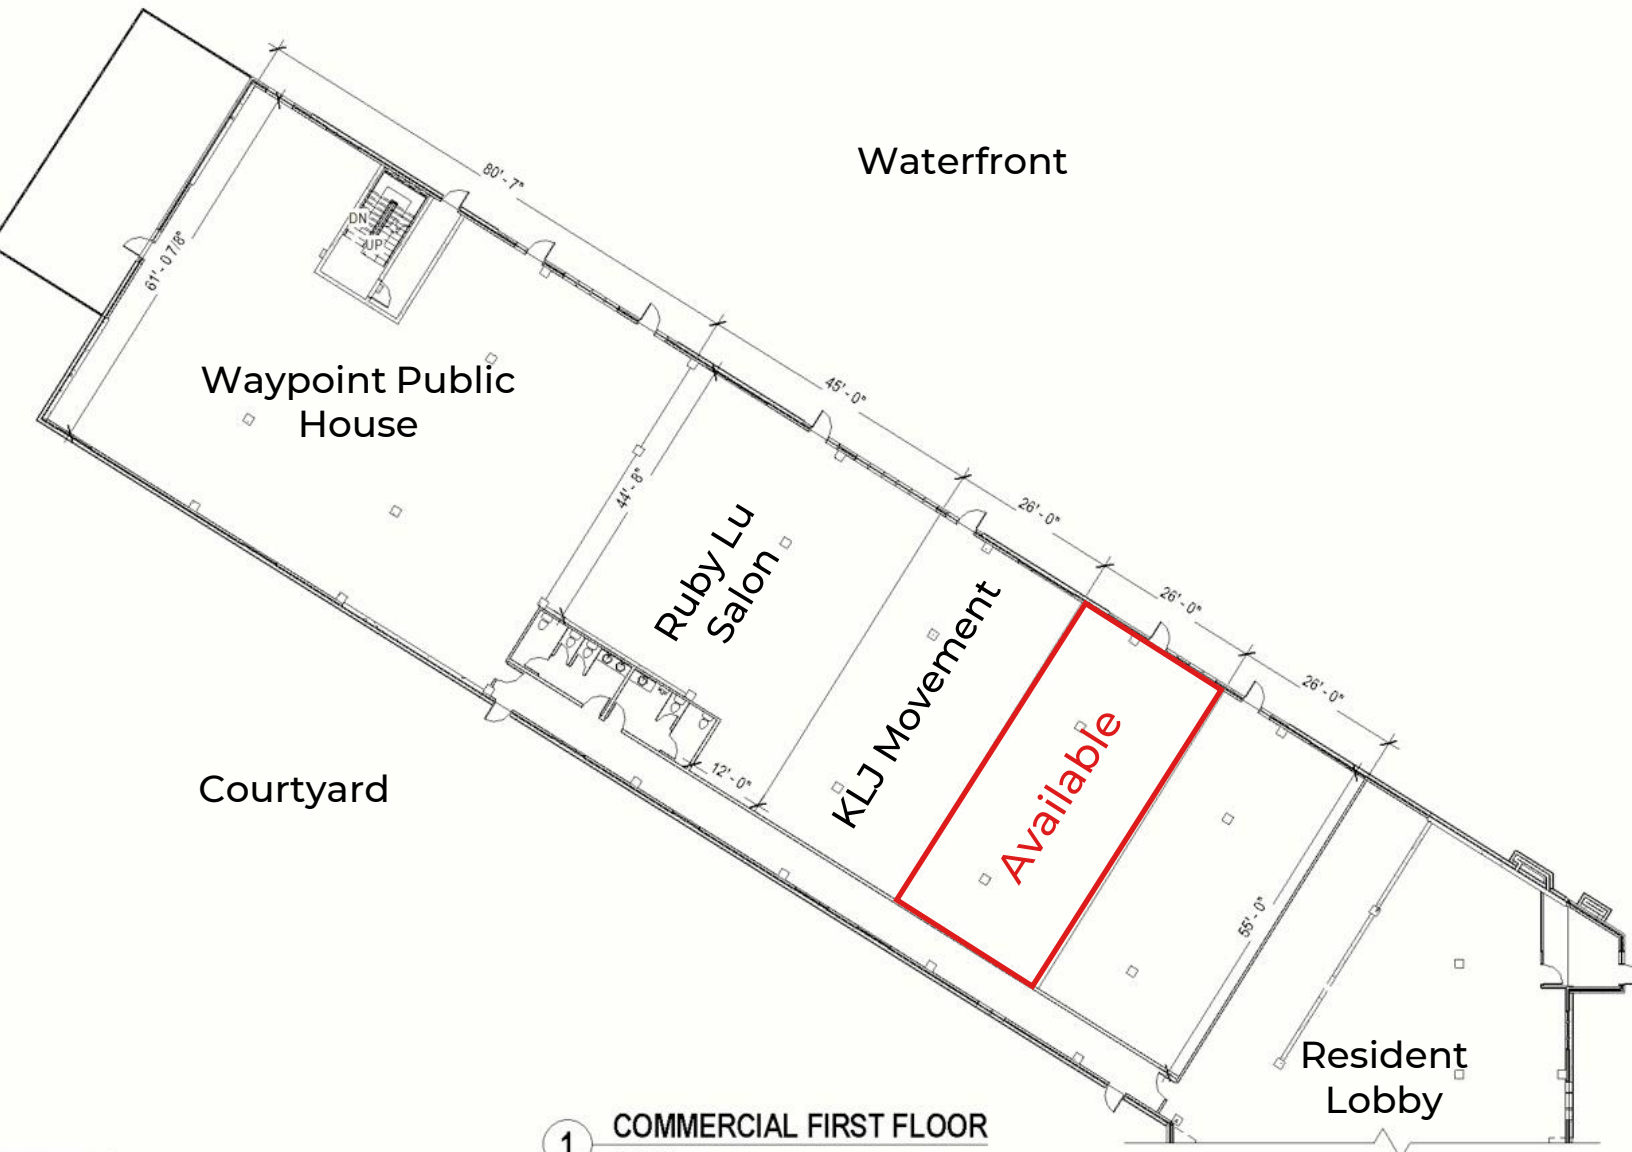 80'- 7"
Waterfront
DN
UP
61'- 0 7/8"
Waypoint Public
House
45'- 0"
44'- 8"
26'- 0"
Ruby Lu
Salon
26'- 0"
KLJ Movement
26'- 0"
Available
12'- 0"
Courtyard
55'- 0"
Resident
Lobby
1
COMMERCIAL FIRST FLOOR